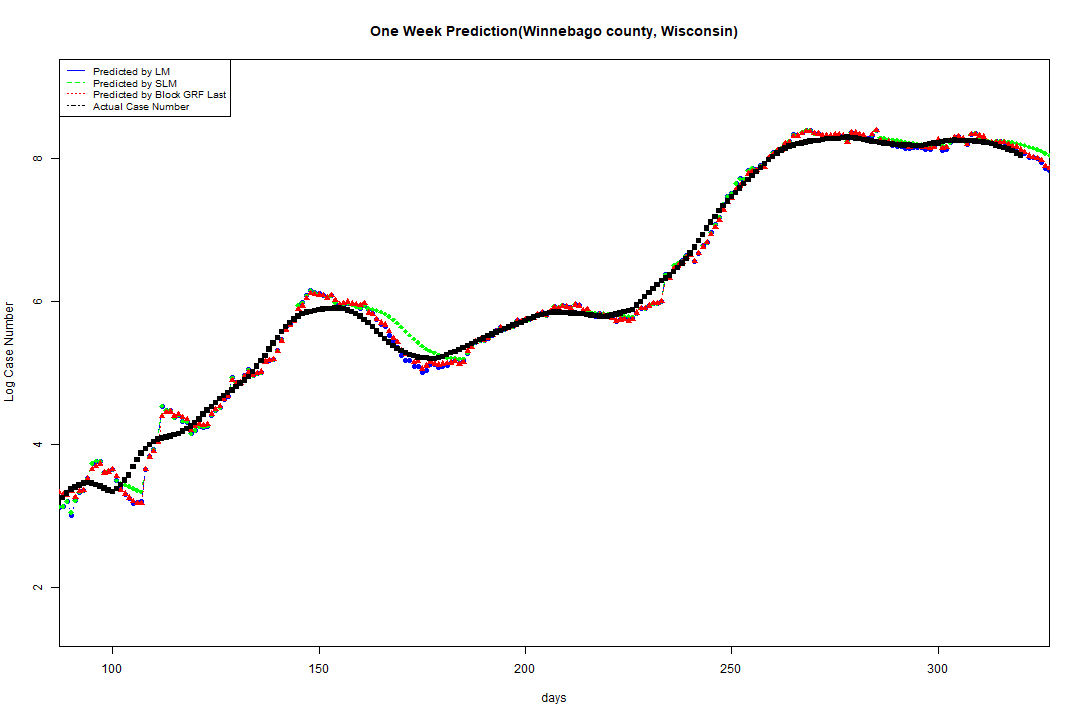 One Week Prediction(Winnebago county, Wisconsin)
Predicted by LM
Predicted by SLM
Predicted by Block GRF Last
Actual Case Number
8
6
4
2
Log Case Number
100 150 200 250 300
days